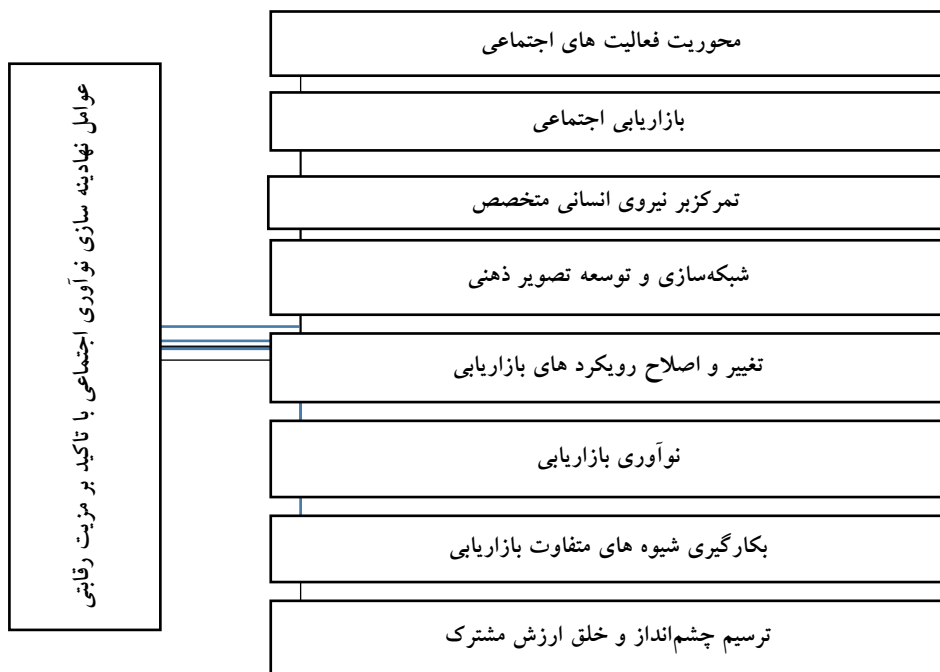 محوریت فعالیت های اجتماعی
بازاریابی اجتماعی
تمرکزبر نیروی انسانی متخصص
شبکه‌سازی و توسعه تصویر ذهنی
تغییر و اصلاح رویکرد های بازاریابی
نوآوری بازاریابی
بکارگیری شیوه های متفاوت بازاریابی
ترسیم چشم‌انداز و خلق ارزش مشترک
عوامل نهادینه سازی نوآوری اجتماعی با تاکید بر مزیت رقابتی